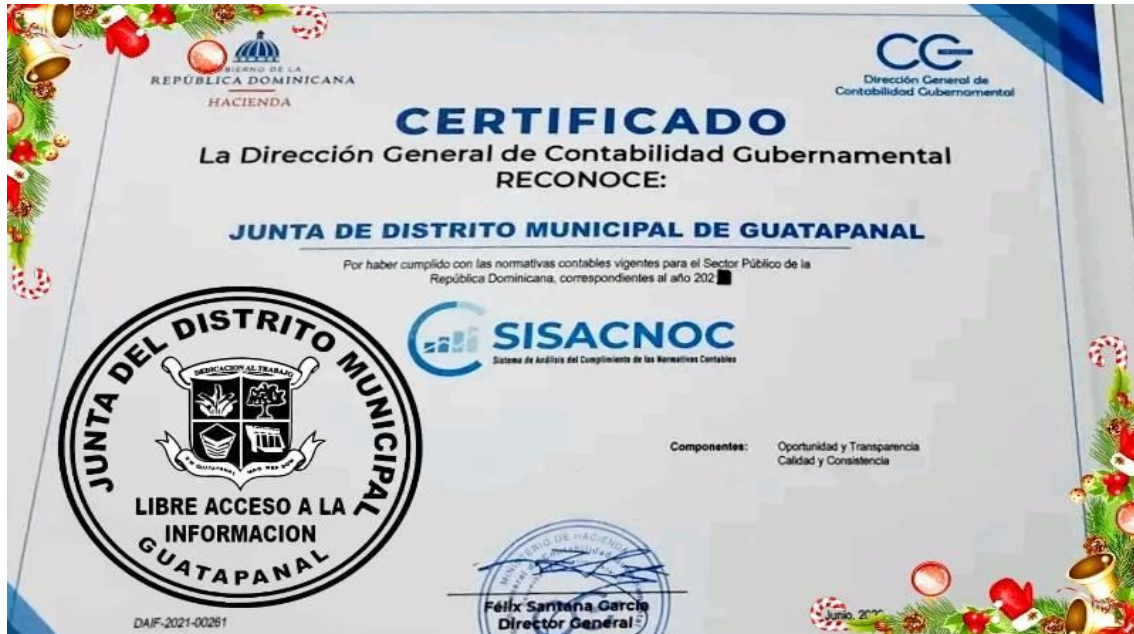 GOBIERNO DE LA
REPÚBLICA DOMINICANA
HACIENDA
CG
Dirección General de
Contabilidad Gubernamental
CERTIFICADO
La Dirección General de Contabilidad Gubernamental
RECONOCE:
JUNTA DE DISTRITO MUNICIPAL DE GUATAPANAL
Por haber cumplido con las normativas contables vigentes para el Sector Público de la
República Dominicana, correspondientes al año 202
SISACNOC
Sistema de Análisis del Cumplimiento de las Normativas Contables
JUNTA DEL DISTRITO MUNICIPAL
DEDICACION AL TRABAJO
LIBRE ACCESO A LA
INFORMACION
GUATAPANAL
Componentes: Oportunidad y Transparencia
Calidad y Consistencia
MINISTERIO DE HACIENDA
Félix Santana García
Director General
DAIF-2021-00261
Junio,